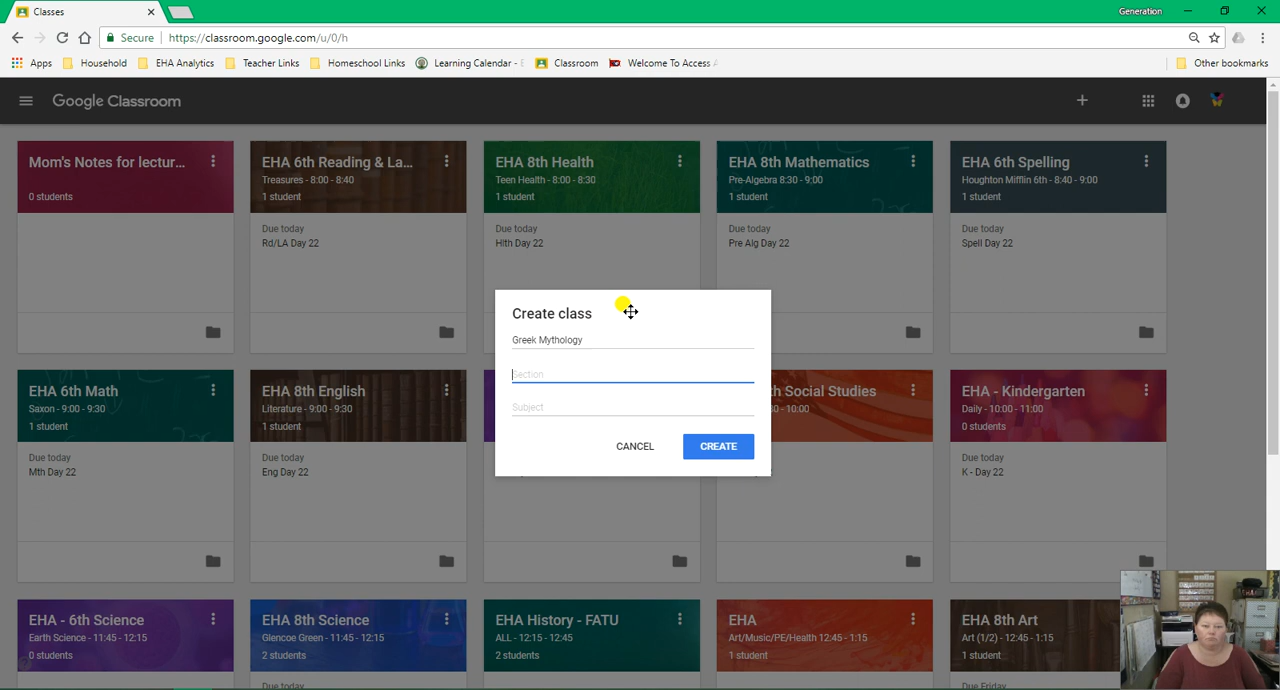 Classes
Generation
Secure
https://classroom.google.com/u/0/h
Apps
Household
EHA Analytics
Teacher Links
Homeschool Links
Learning Calendar - E
Classroom
Welcome To Access
Other bookmarks
Google Classroom
Mom's Notes for lectur...
0 students
EHA 6th Reading & La...
Treasures - 8:00 - 8:40
1 student
Due today
Rd/LA Day 22
EHA 8th Health
Teen Health - 8:00 - 8:30
1 student
Due today
Hlth Day 22
EHA 8th Mathematics
Pre-Algebra 8:30 - 9:00
1 student
Due today
Pre Alg Day 22
EHA 6th Spelling
Houghton Mifflin 6th - 8:40 - 9:00
1 student
Due today
Spell Day 22
Create class
Greek Mythology
Section
Subject
CANCEL
CREATE
EHA 6th Math
Saxon - 9:00 - 9:30
1 student
Due today
Mth Day 22
EHA 8th English
Literature - 9:00 - 9:30
1 student
Due today
Eng Day 22
Social Studies
10:00
EHA - Kindergarten
Daily - 10:00 - 11:00
0 students
Due today
K - Day 22
EHA - 6th Science
Earth Science - 11:45 - 12:15
0 students
EHA 8th Science
Glencoe Green - 11:45 - 12:15
2 students
Due today
EHA History - FATU
ALL - 12:15 - 12:45
2 students
EHA
Art/Music/PE/Health 12:45 - 1:15
1 student
Due today
EHA 8th Art
Art (1/2) - 12:45 - 1:15
1 student
Due Friday